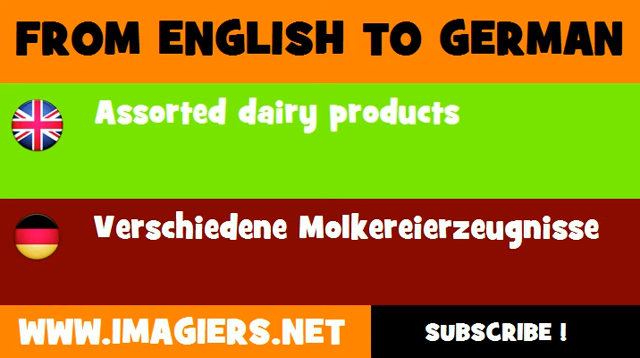 FROM ENGLISH TO GERMAN
Assorted dairy products
Verschiedene Molkereierzeugnisse
WWW.IMAGIERS.NET
SUBSCRIBE !